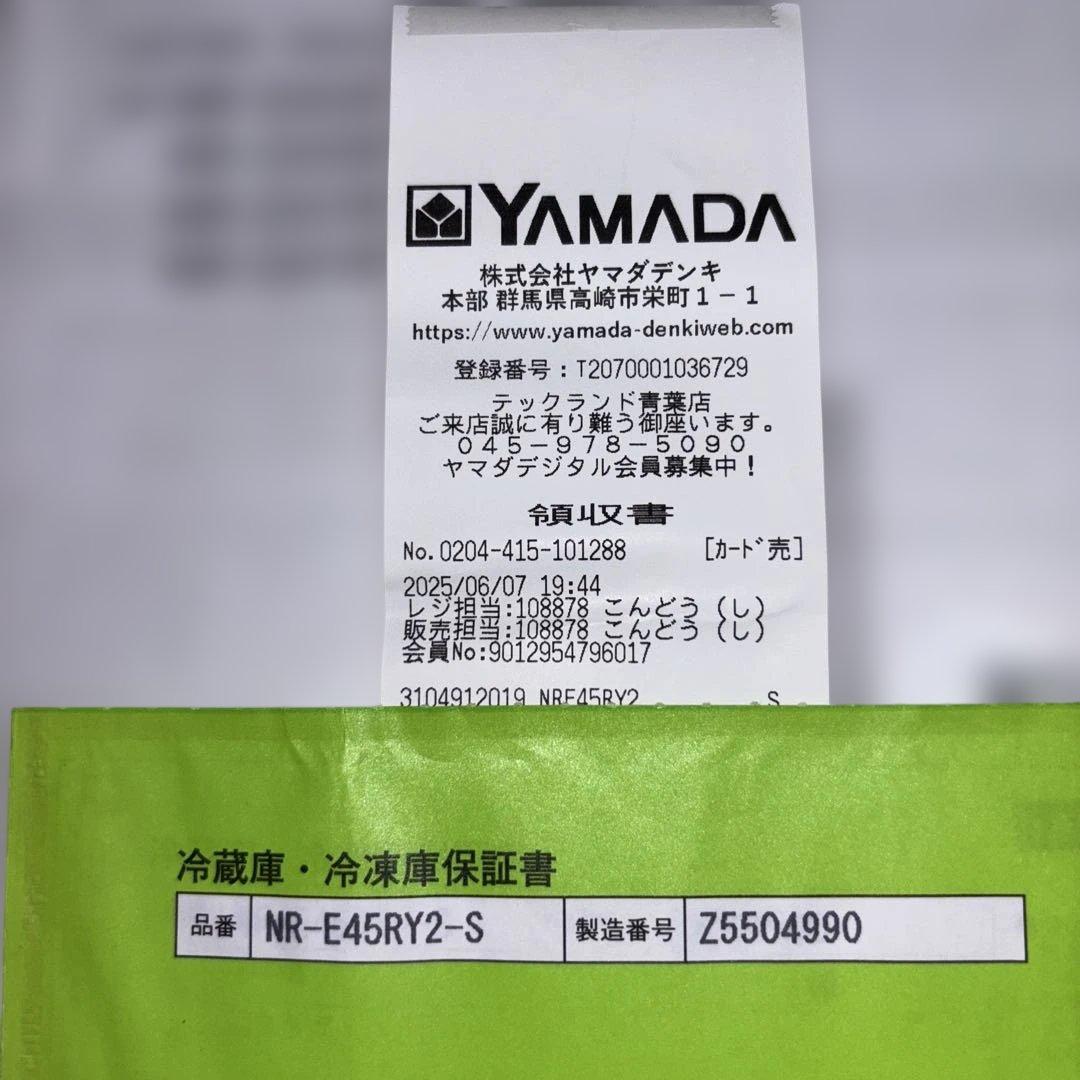 YAMADA
株式会社ヤマダデンキ
本部 群馬県高崎市栄町1-1
https://www.yamada-denkiweb.com
登録番号:T2070001036729
テックランド青葉店
ご来店誠に有り難う御座います。
045-978-5090
ヤマダデジタル会員募集中!
領収書
No.0204-415-101288 [カード売]
2025/06/07 19:44
レジ担当:108878 こんどう (し)
販売担当:108878 こんどう (し)
会員No:9012954796017
3104912019 NRE45RY2 S
冷蔵庫・冷凍庫保証書
品番 NR-E45RY2-S 製造番号 Z5504990